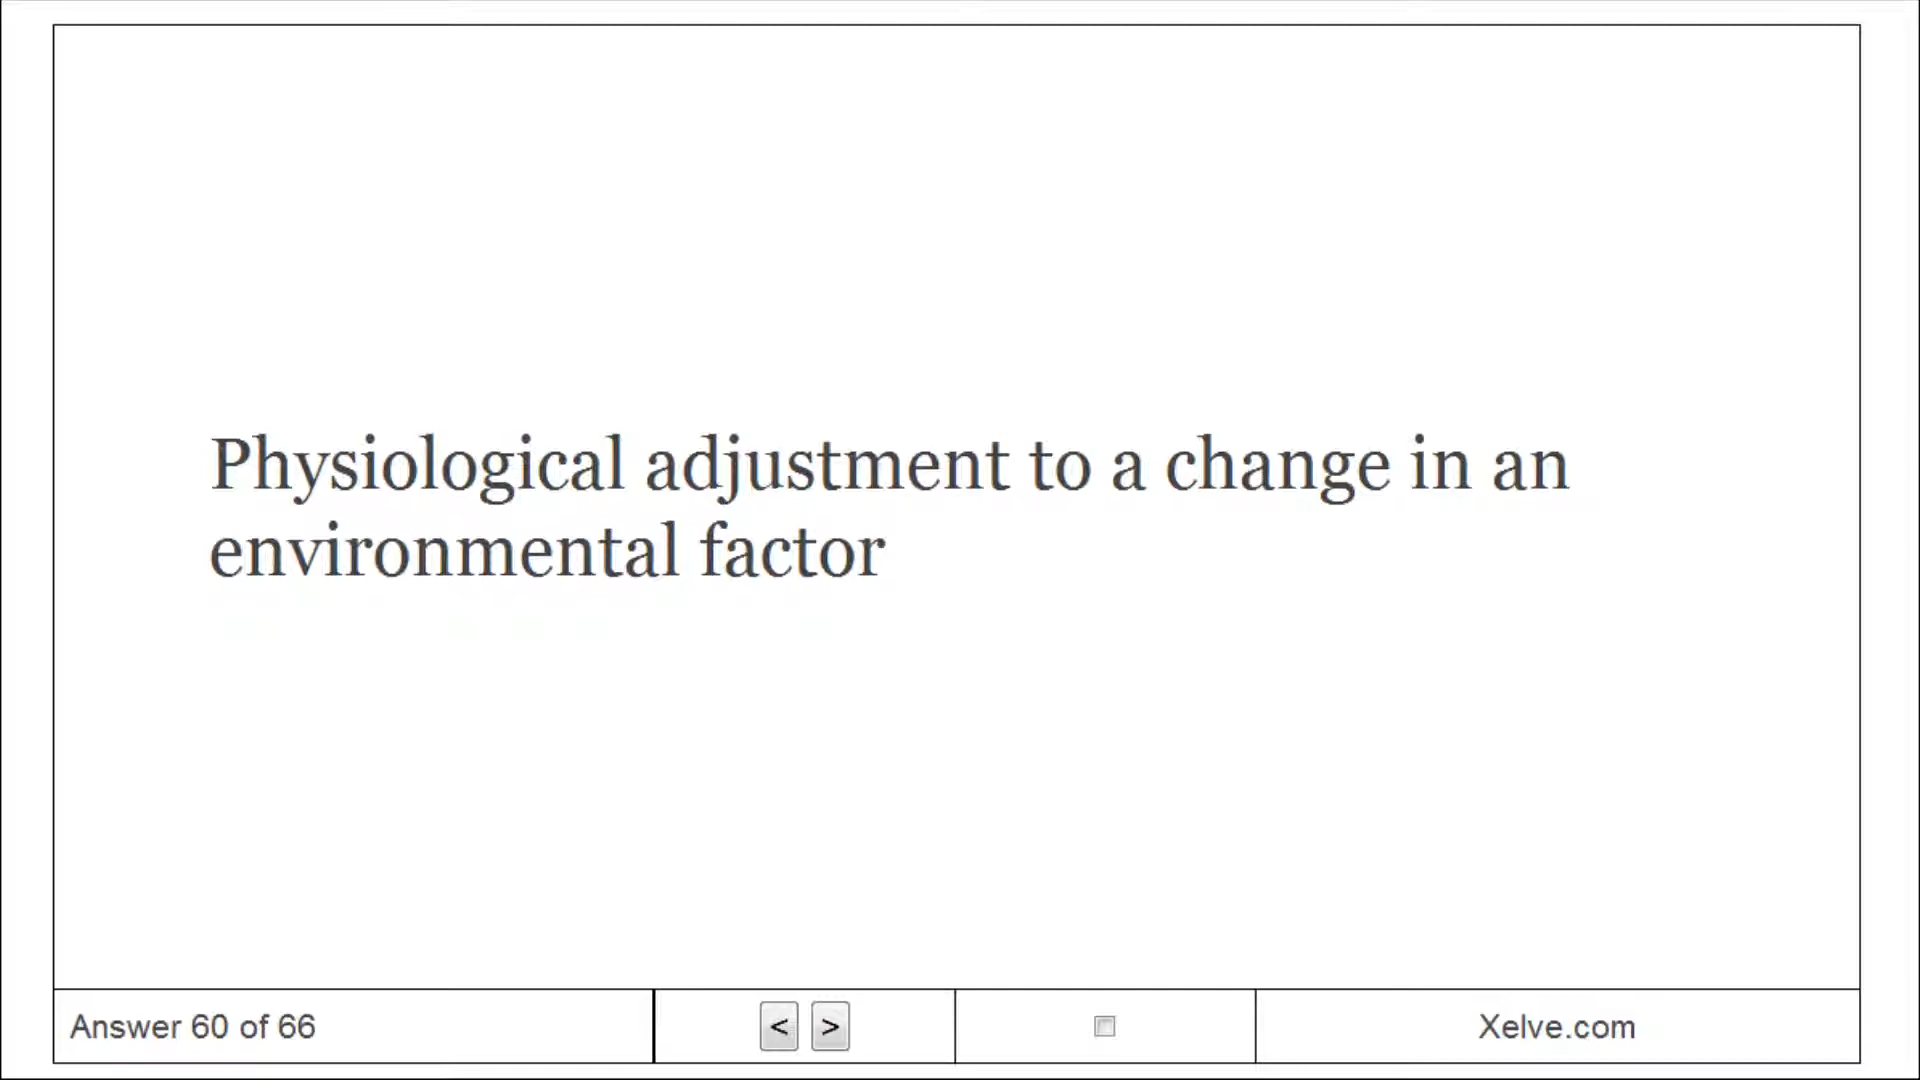 Physiological adjustment to a change in an
environmental factor
Answer 60 of 66
< >
Xelve.com